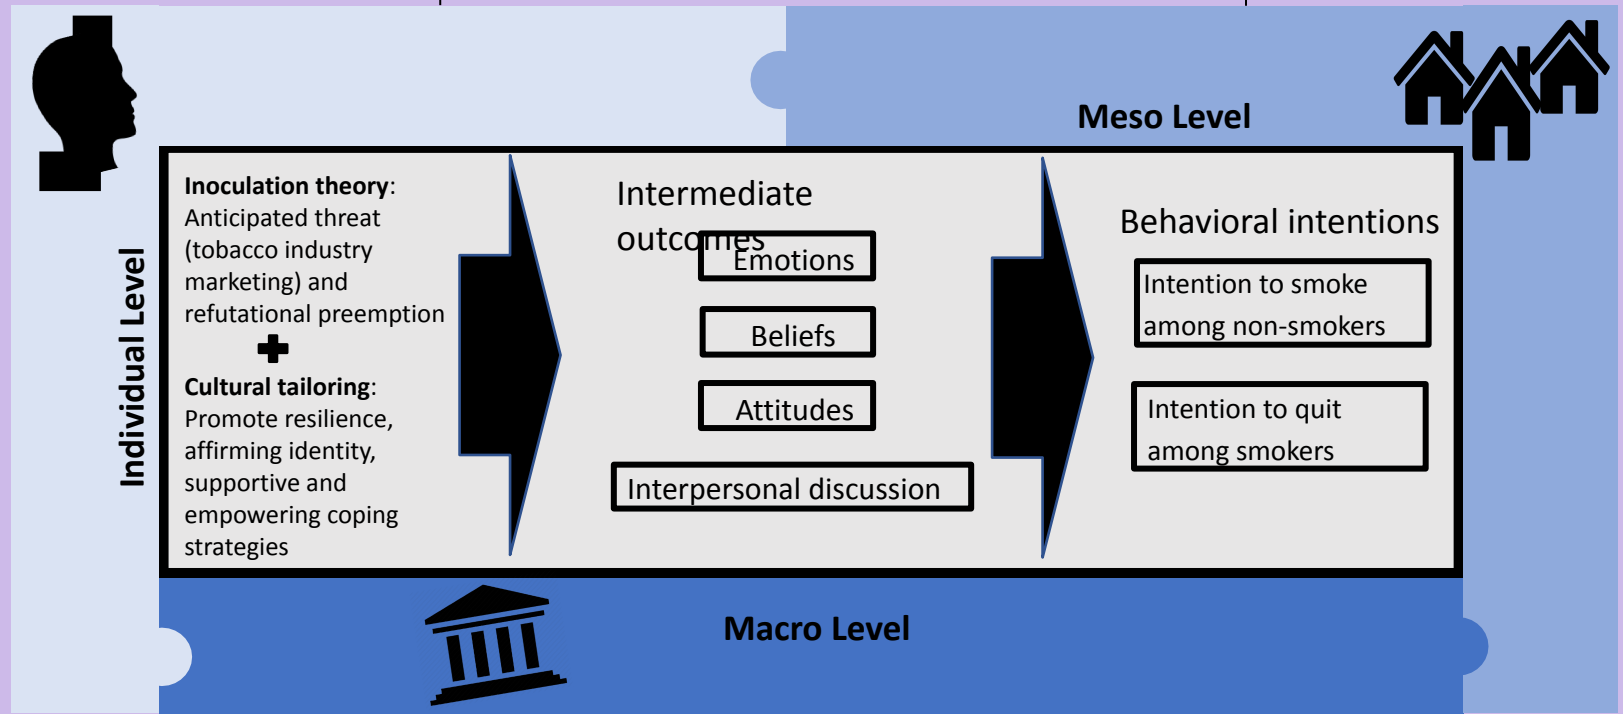 Meso Level
Individual Level
Inoculation theory:
Anticipated threat
(tobacco industry
marketing) and
refutational preemption
Cultural tailoring:
Promote resilience,
affirming identity,
supportive and
empowering coping
strategies
Intermediate
outcomes
Emotions
Beliefs
Attitudes
Interpersonal discussion
Behavioral intentions
Intention to smoke
among non-smokers
Intention to quit
among smokers
Macro Level